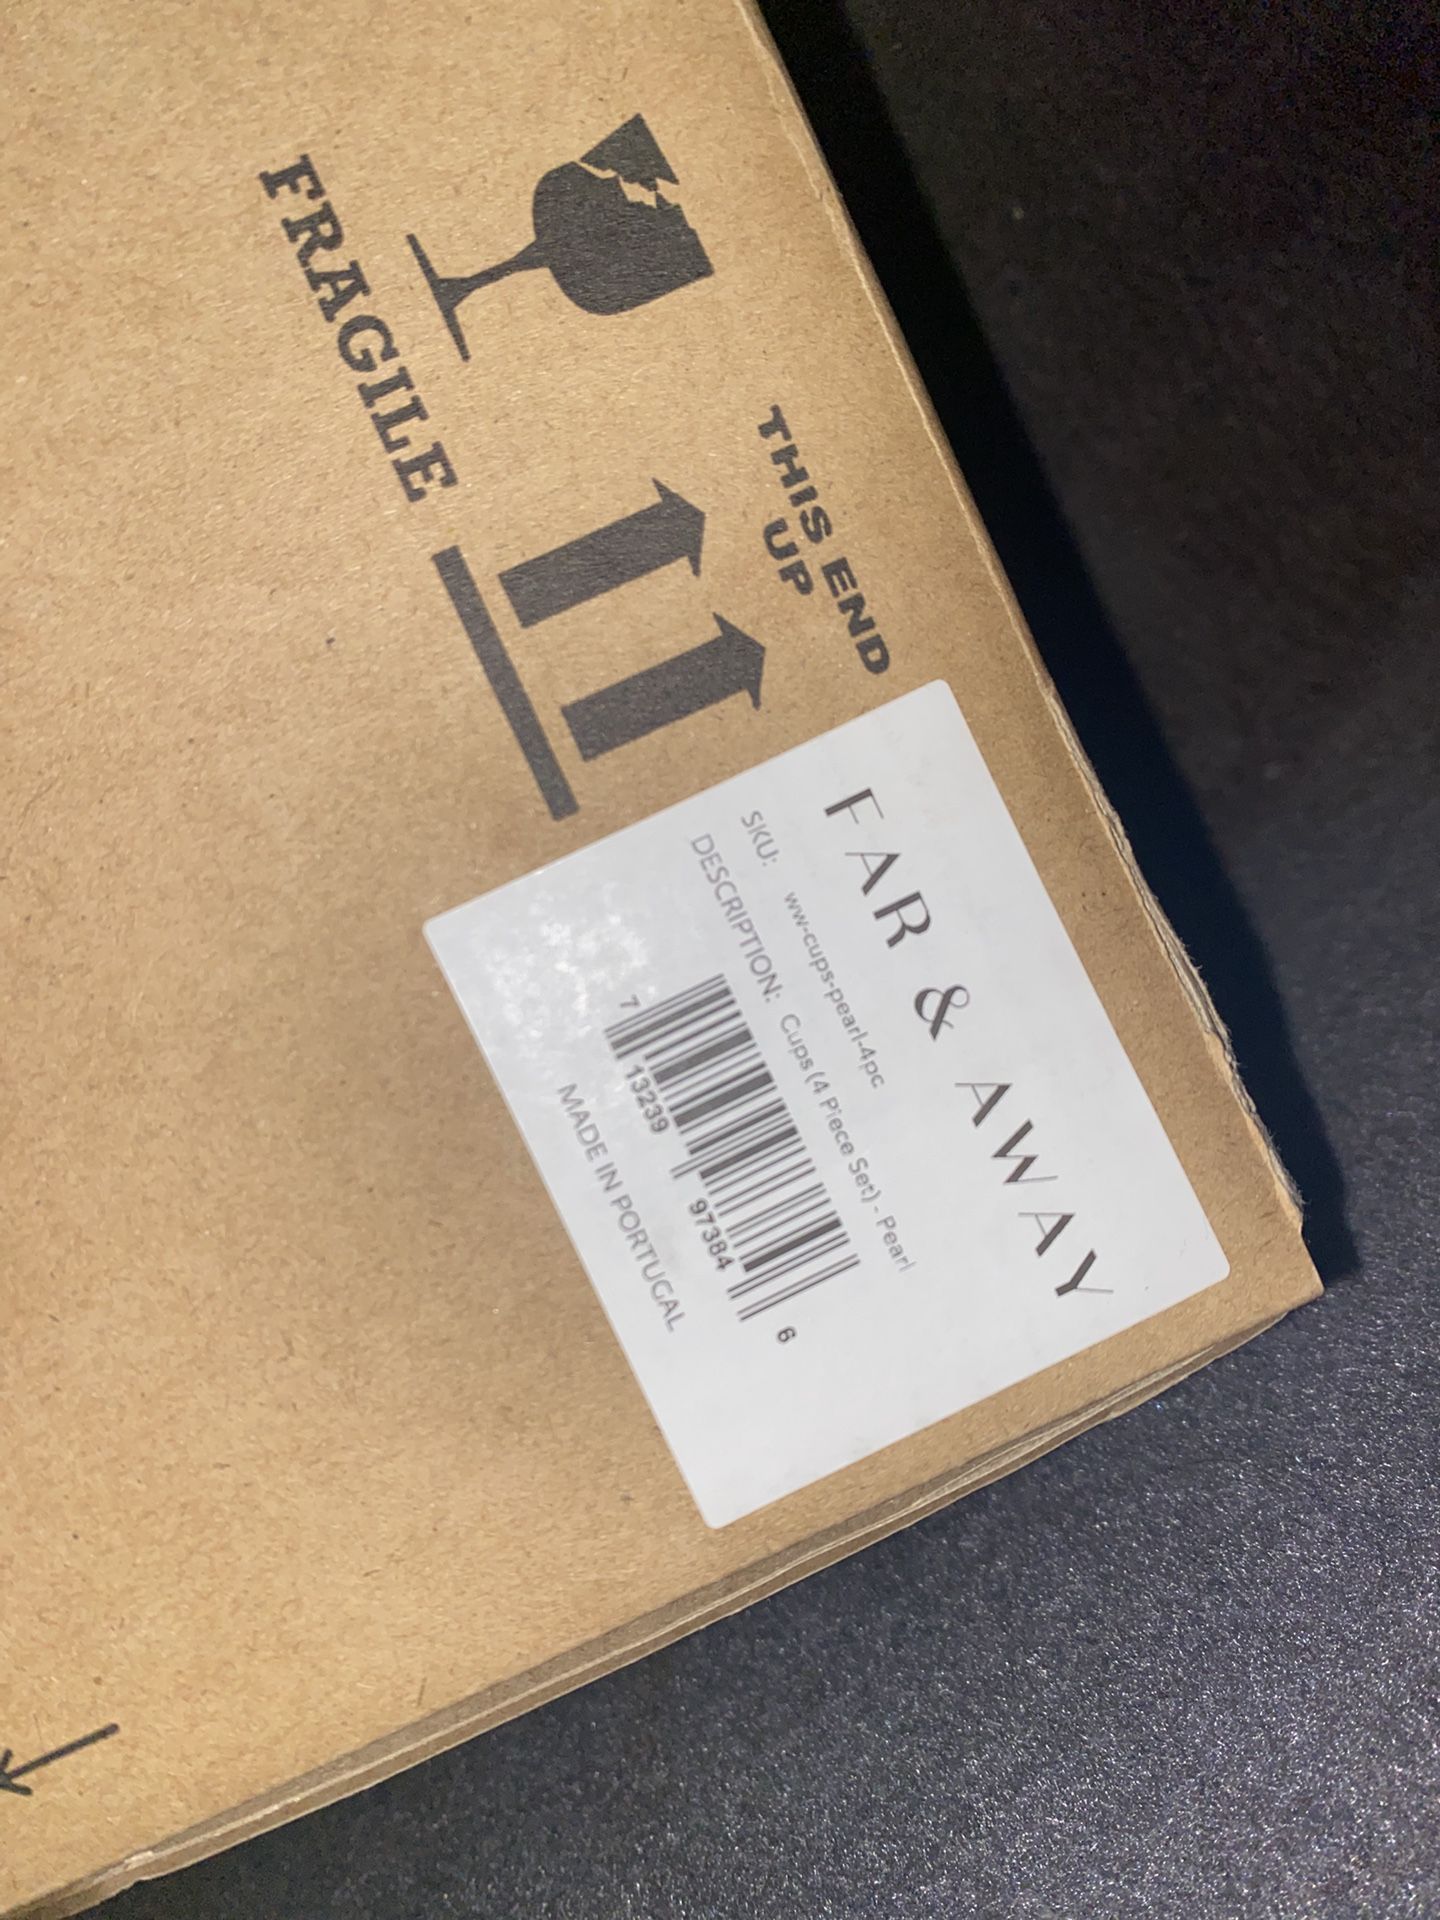 FRAGILE
THIS END
UP
FAR & AWAY
SKU: ww-cups-pearl-4pc
DESCRIPTION: Cups (4 Piece Set) - Pearl
7 13239 97384 6
MADE IN PORTUGAL